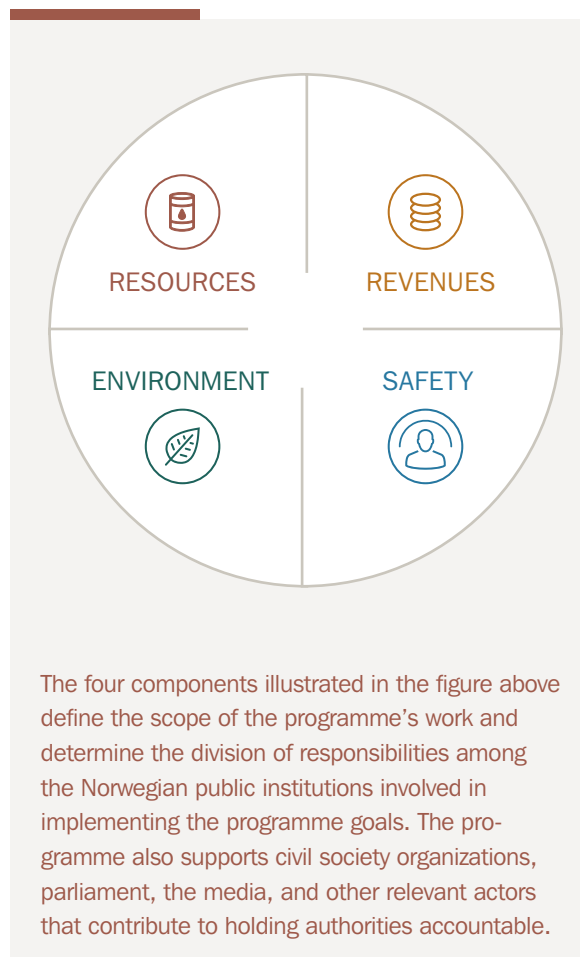 RESOURCES
REVENUES
ENVIRONMENT
SAFETY
The four components illustrated in the figure above
define the scope of the programme’s work and
determine the division of responsibilities among
the Norwegian public institutions involved in
implementing the programme goals. The pro-
gramme also supports civil society organizations,
parliament, the media, and other relevant actors
that contribute to holding authorities accountable.